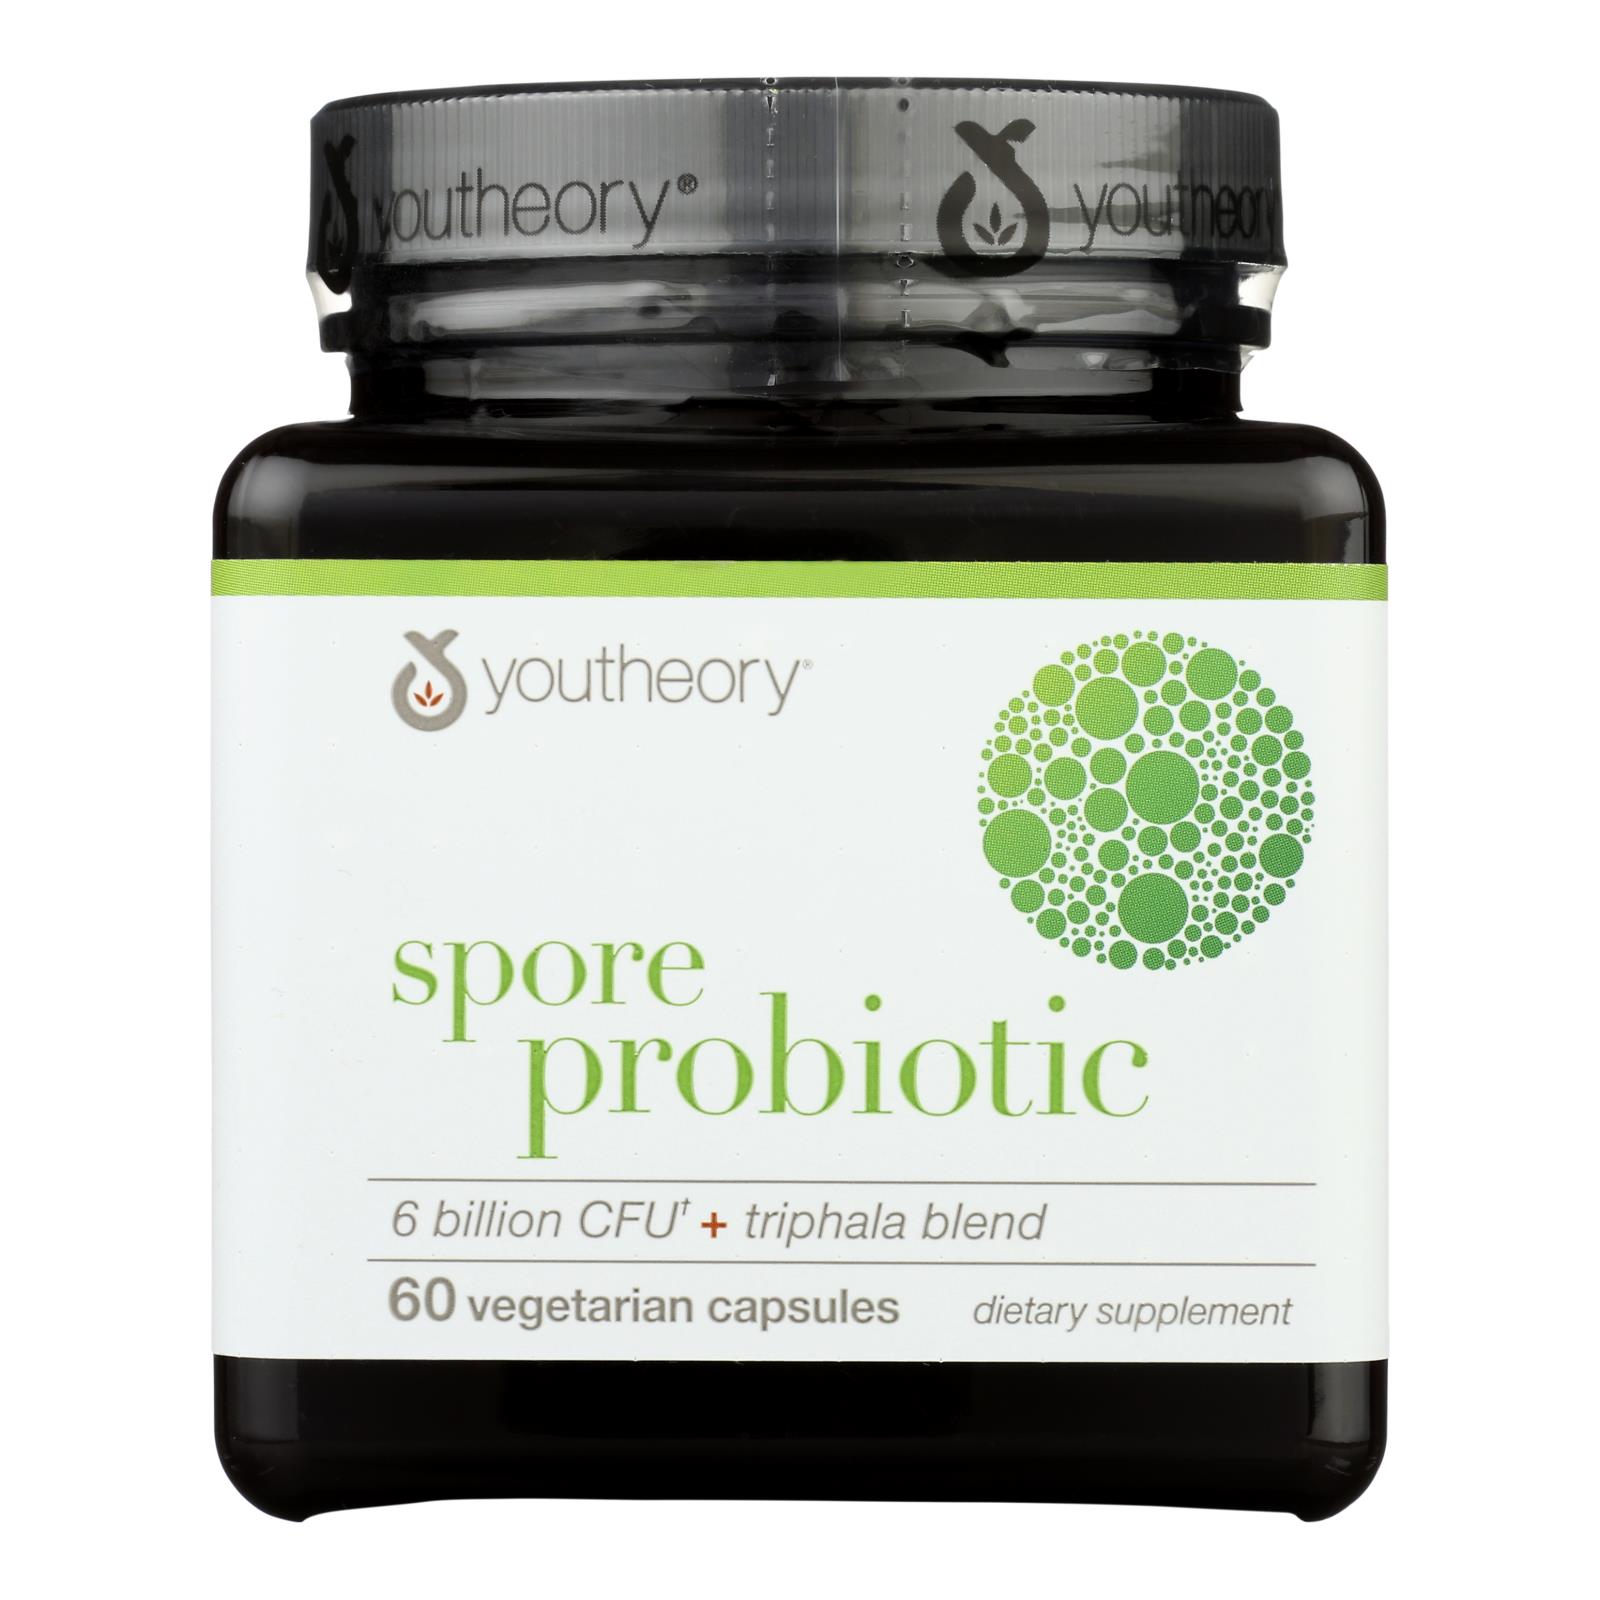 youtheory®
youtheory
youtheory®
spore
probiotic
6 billion CFU† + triphala blend
60 vegetarian capsules
dietary supplement